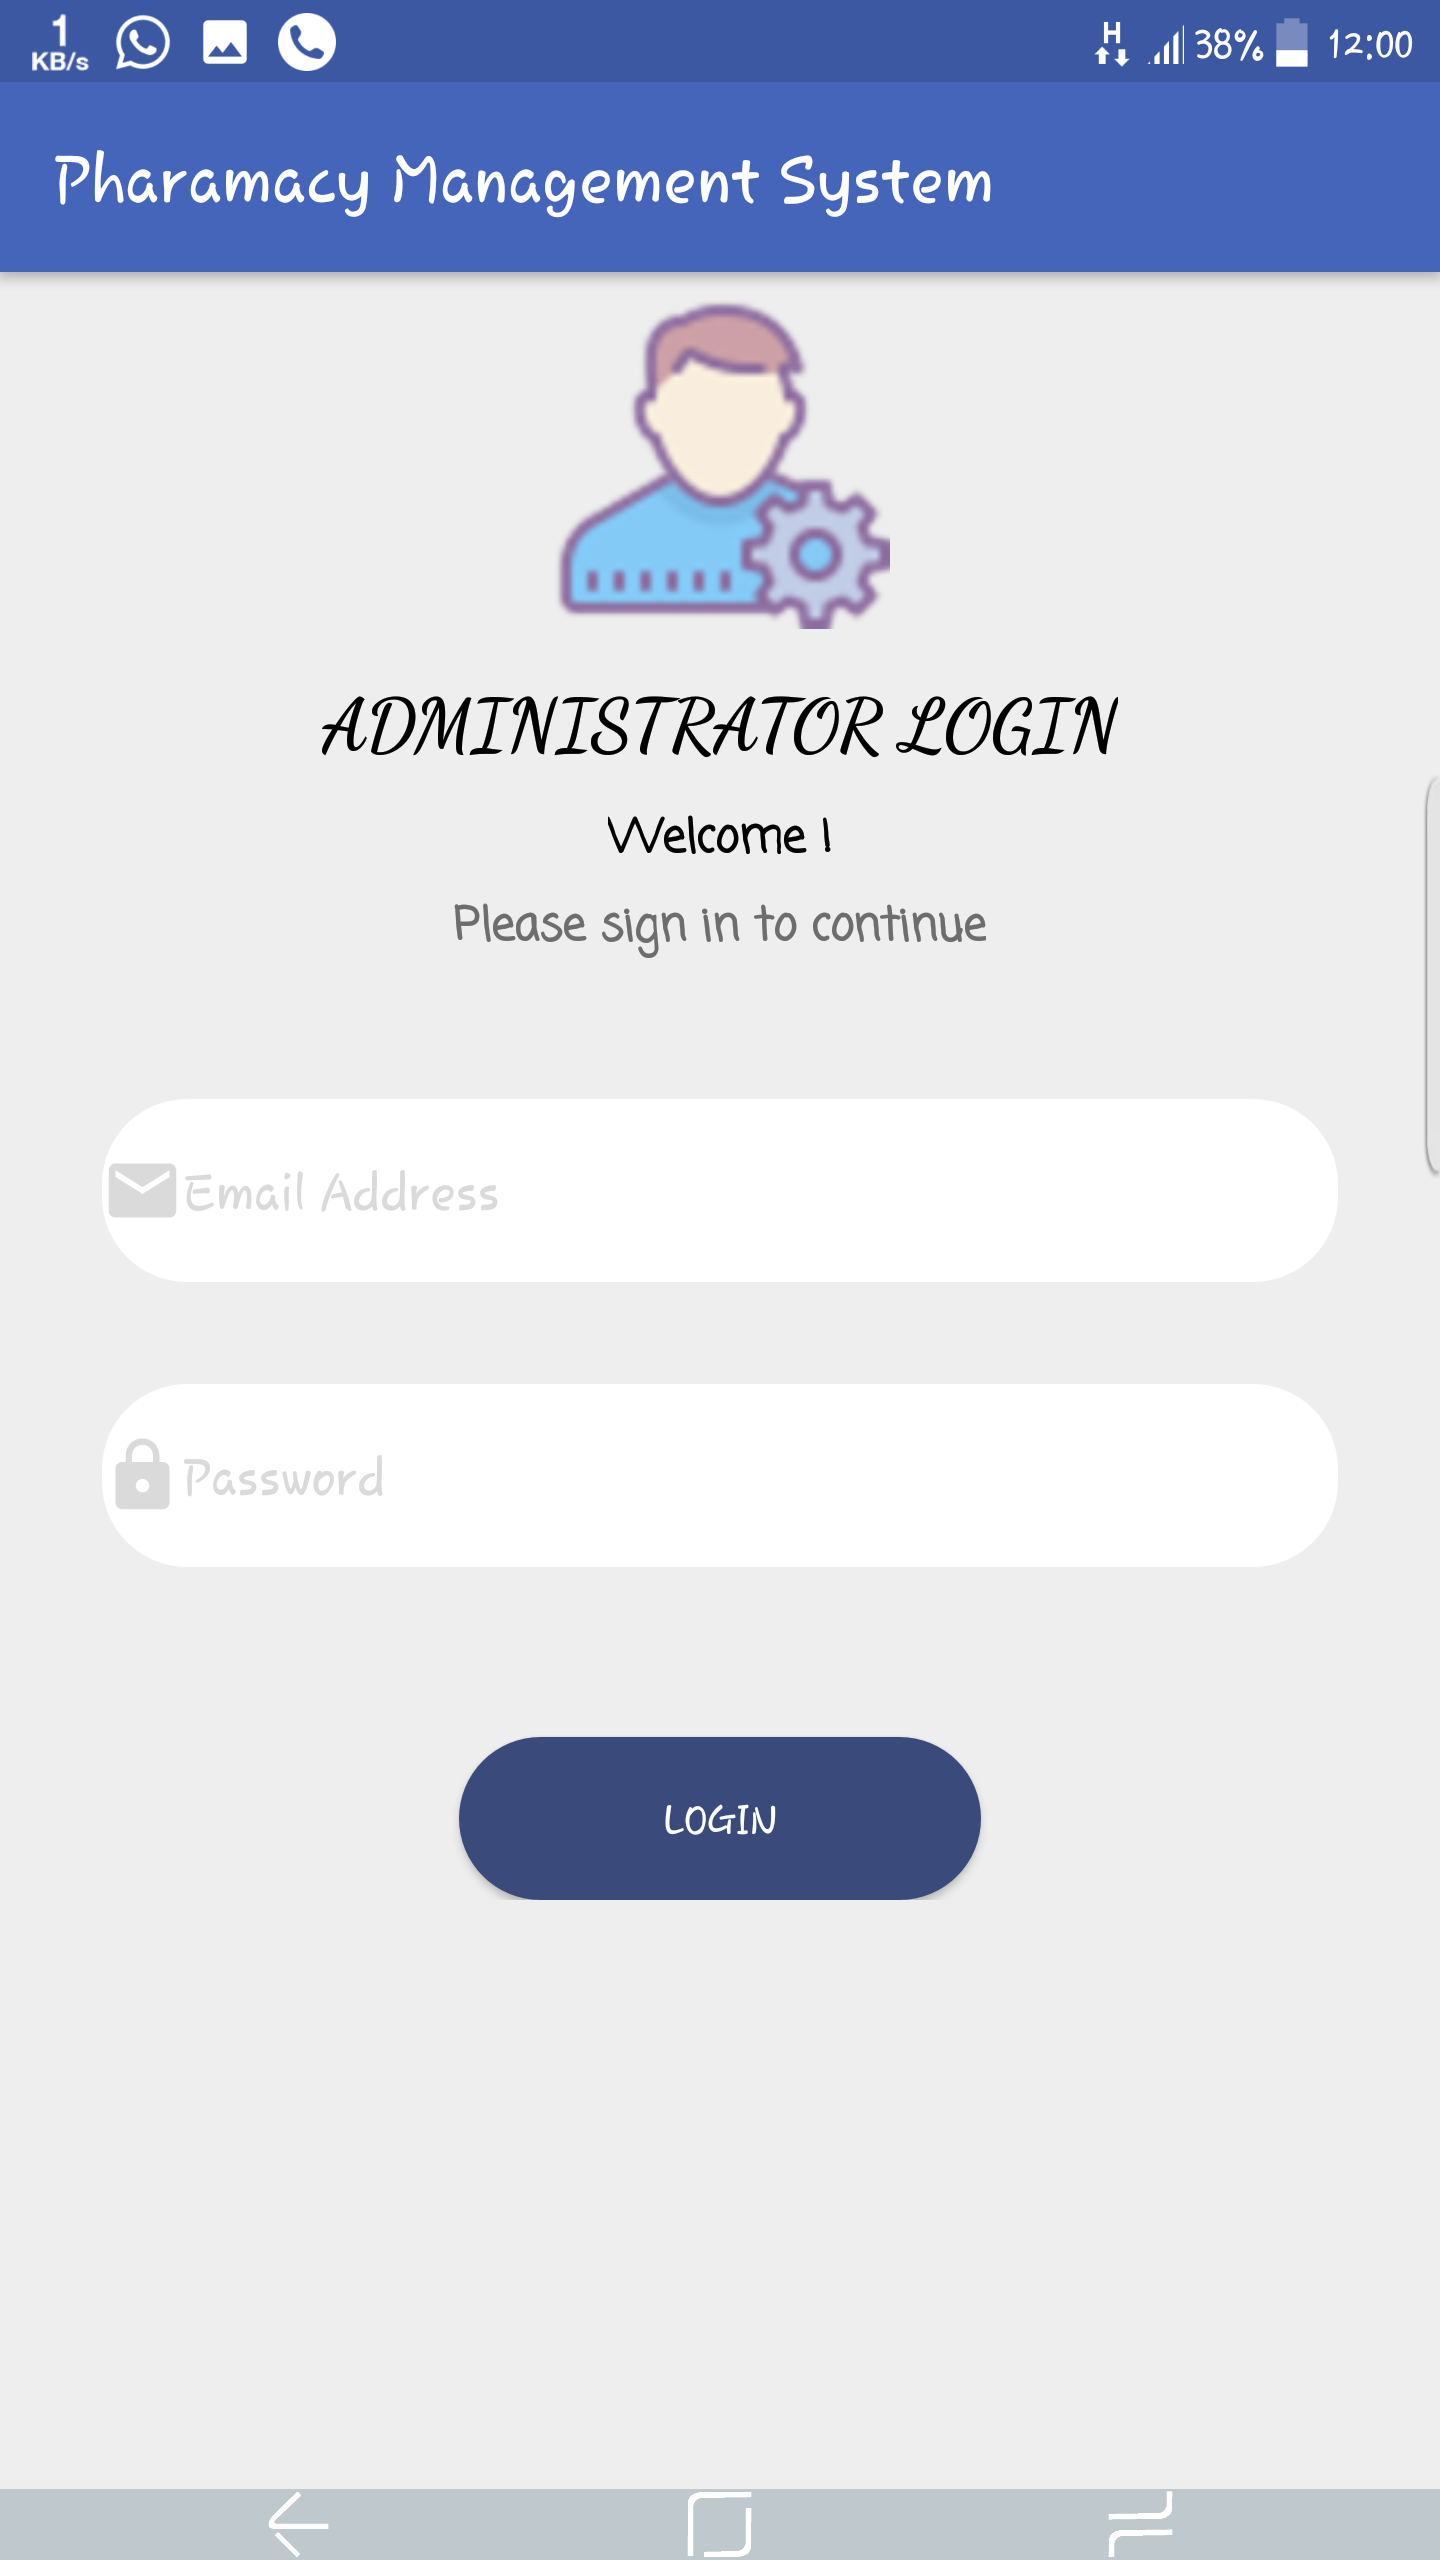 1
KB/s
H
38%
12:00
Pharamacy Management System
ADMINISTRATOR LOGIN
Welcome !
Please sign in to continue
Email Address
Password
LOGIN